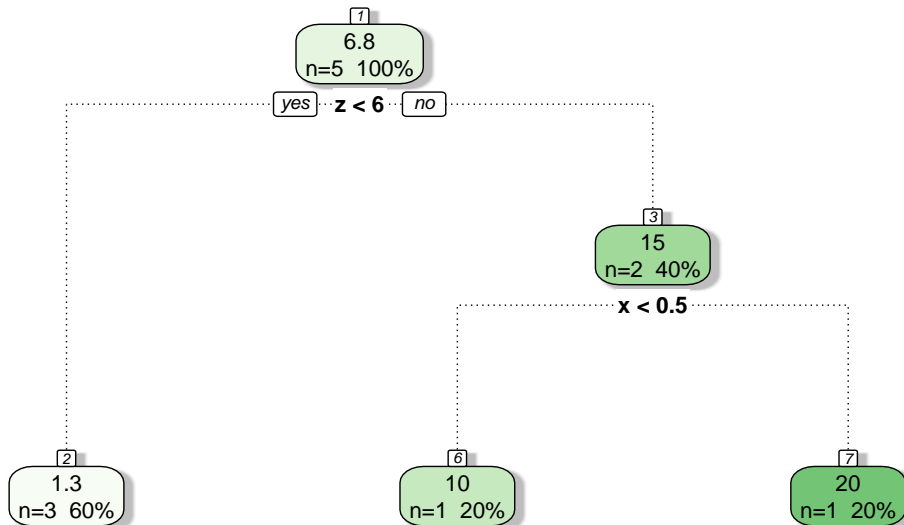 1
6.8
n=5 100%
yes z < 6 no
3
15
n=2 40%
x < 0.5
2
1.3
n=3 60%
6
10
n=1 20%
7
20
n=1 20%